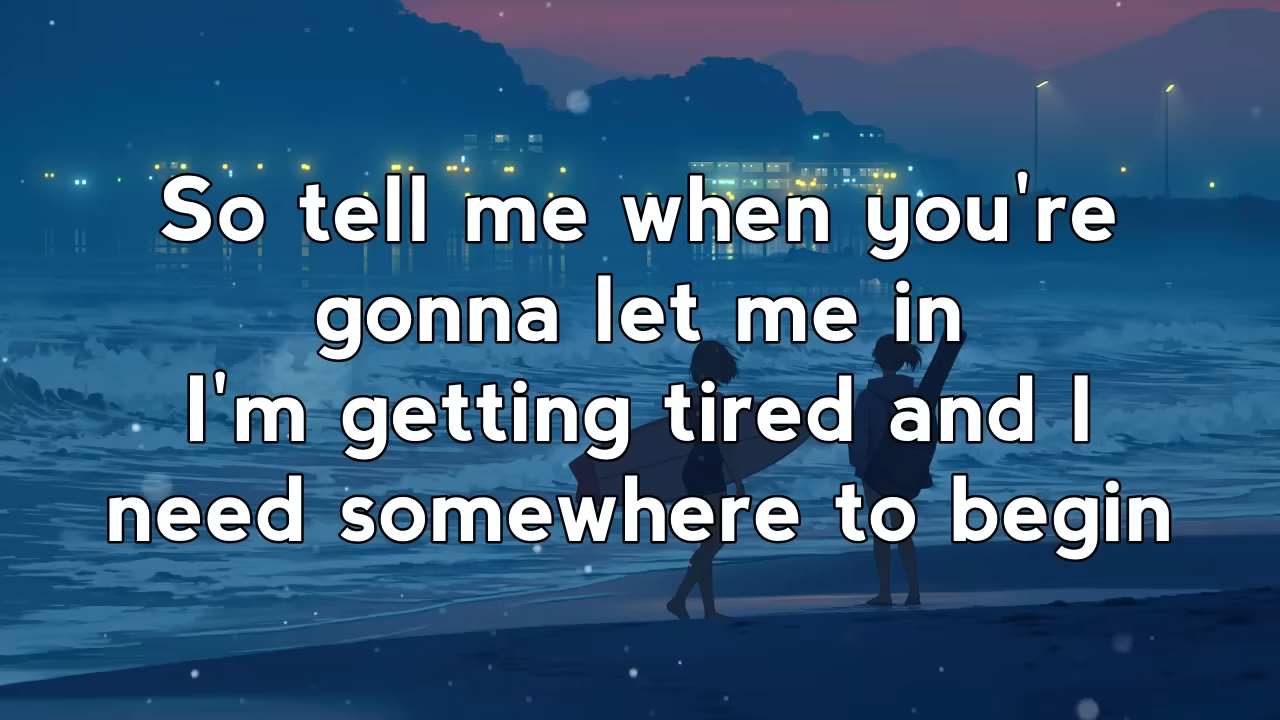 So tell me when you're
gonna let me in
I'm getting tired and I
need somewhere to begin